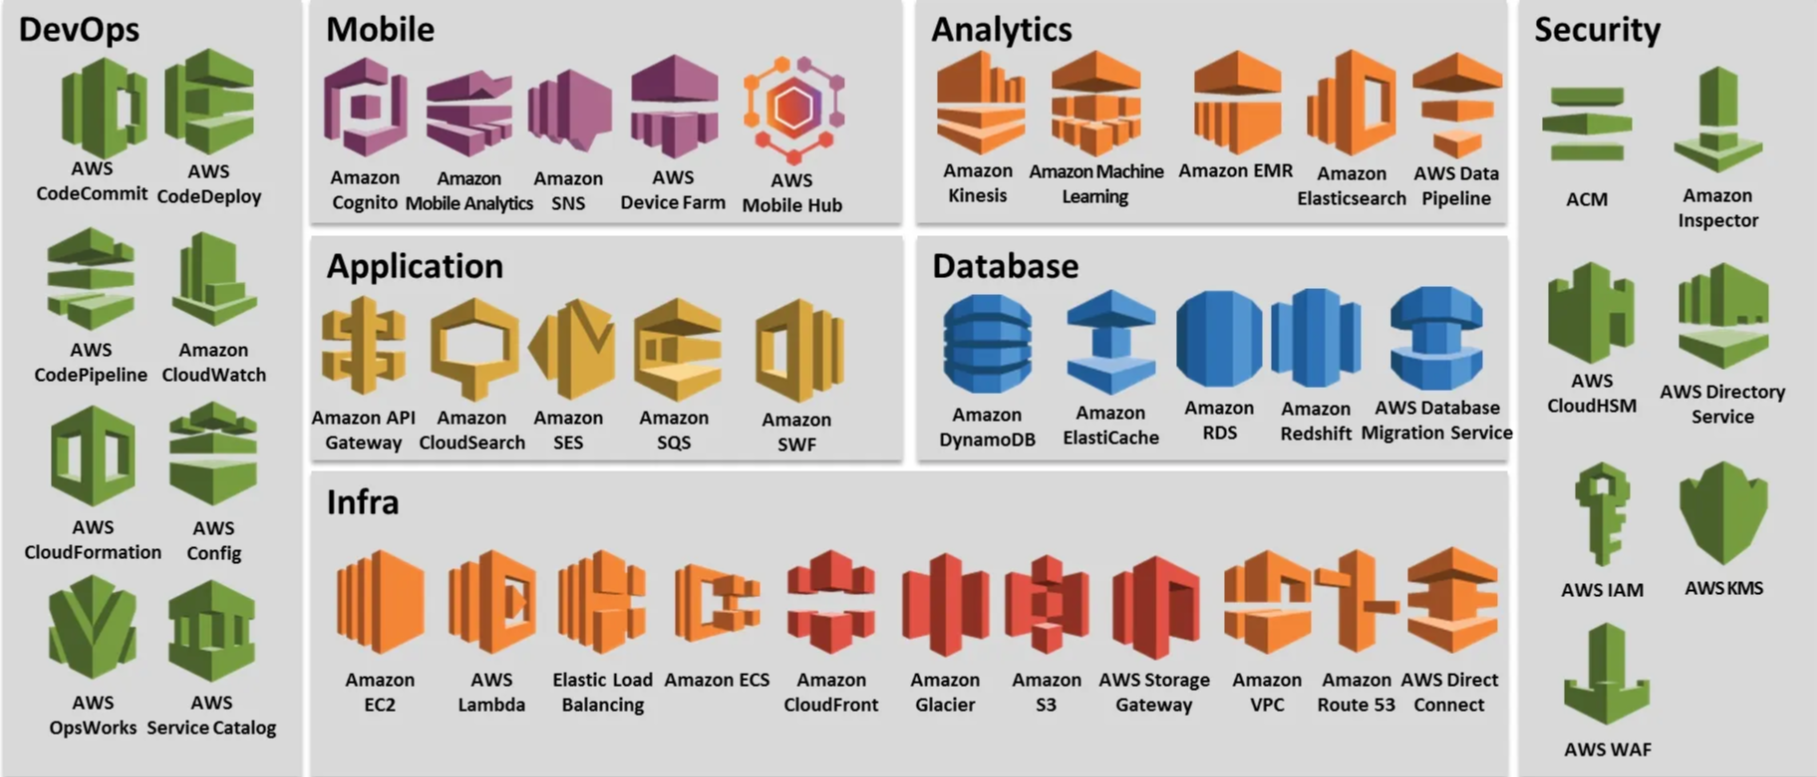 DevOps
AWS
CodeCommit
AWS
CodeDeploy
AWS
CodePipeline
Amazon
CloudWatch
AWS
CloudFormation
AWS
Config
AWS
OpsWorks
AWS
Service Catalog
Mobile
Amazon
Cognito
Amazon
Mobile Analytics
Amazon
SNS
AWS
Device Farm
AWS
Mobile Hub
Application
Amazon API
Gateway
Amazon
CloudSearch
Amazon
SES
Amazon
SQS
Amazon
SWF
Analytics
Amazon
Kinesis
Amazon Machine
Learning
Amazon EMR
Amazon
Elasticsearch
AWS Data
Pipeline
Database
Amazon
DynamoDB
Amazon
ElastiCache
Amazon
RDS
Amazon
Redshift
AWS Database
Migration Service
Infra
Amazon
EC2
AWS
Lambda
Elastic Load
Balancing
Amazon ECS
Amazon
CloudFront
Amazon
Glacier
Amazon
S3
AWS Storage
Gateway
Amazon
VPC
Amazon
Route 53
AWS Direct
Connect
Security
ACM
Amazon
Inspector
AWS
CloudHSM
AWS Directory
Service
AWS IAM
AWS KMS
AWS WAF